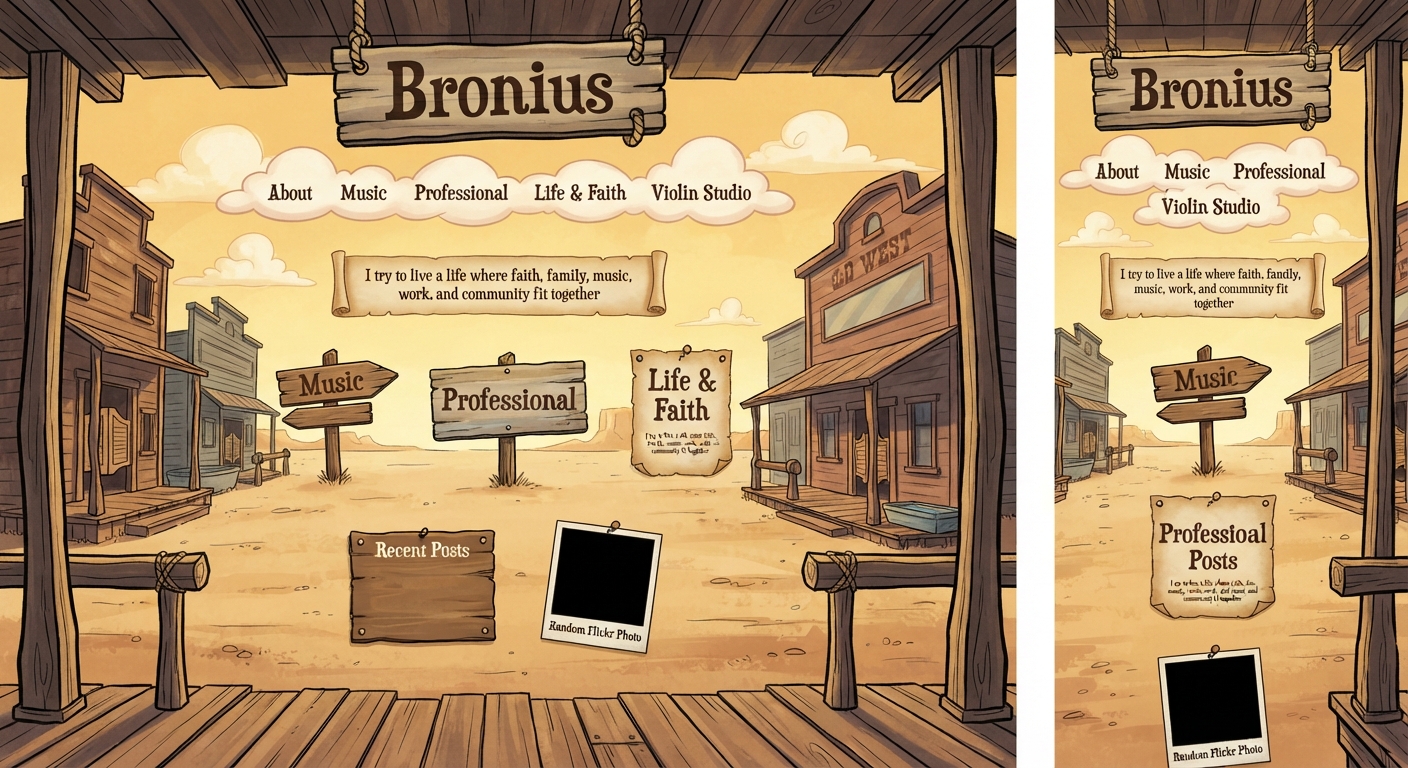 Bronius
About Music Professional Life & Faith Violin Studio
I try to live a life where faith, family, music,
work, and community fit together
OLD WEST
Music
Professional
Life &
Faith
Recent Posts
Random Flickr Photo
Bronius
About Music Professional
Violin Studio
I try to live a life where faith, fandly,
music, work, and community fit
together
Music
Professioal
Posts
Flickr Photo